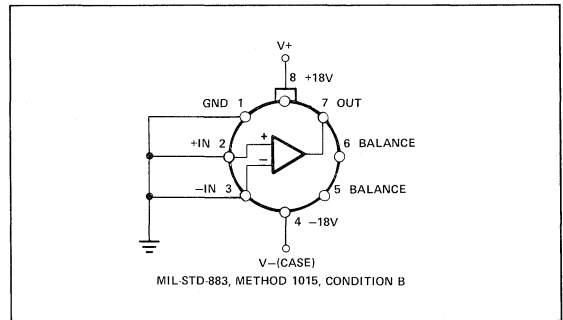 V+
8 +18V
GND 1
7 OUT
+IN 2
+
6 BALANCE
−
−IN 3
5 BALANCE
4 −18V
V−(CASE)
MIL-STD-883, METHOD 1015, CONDITION B